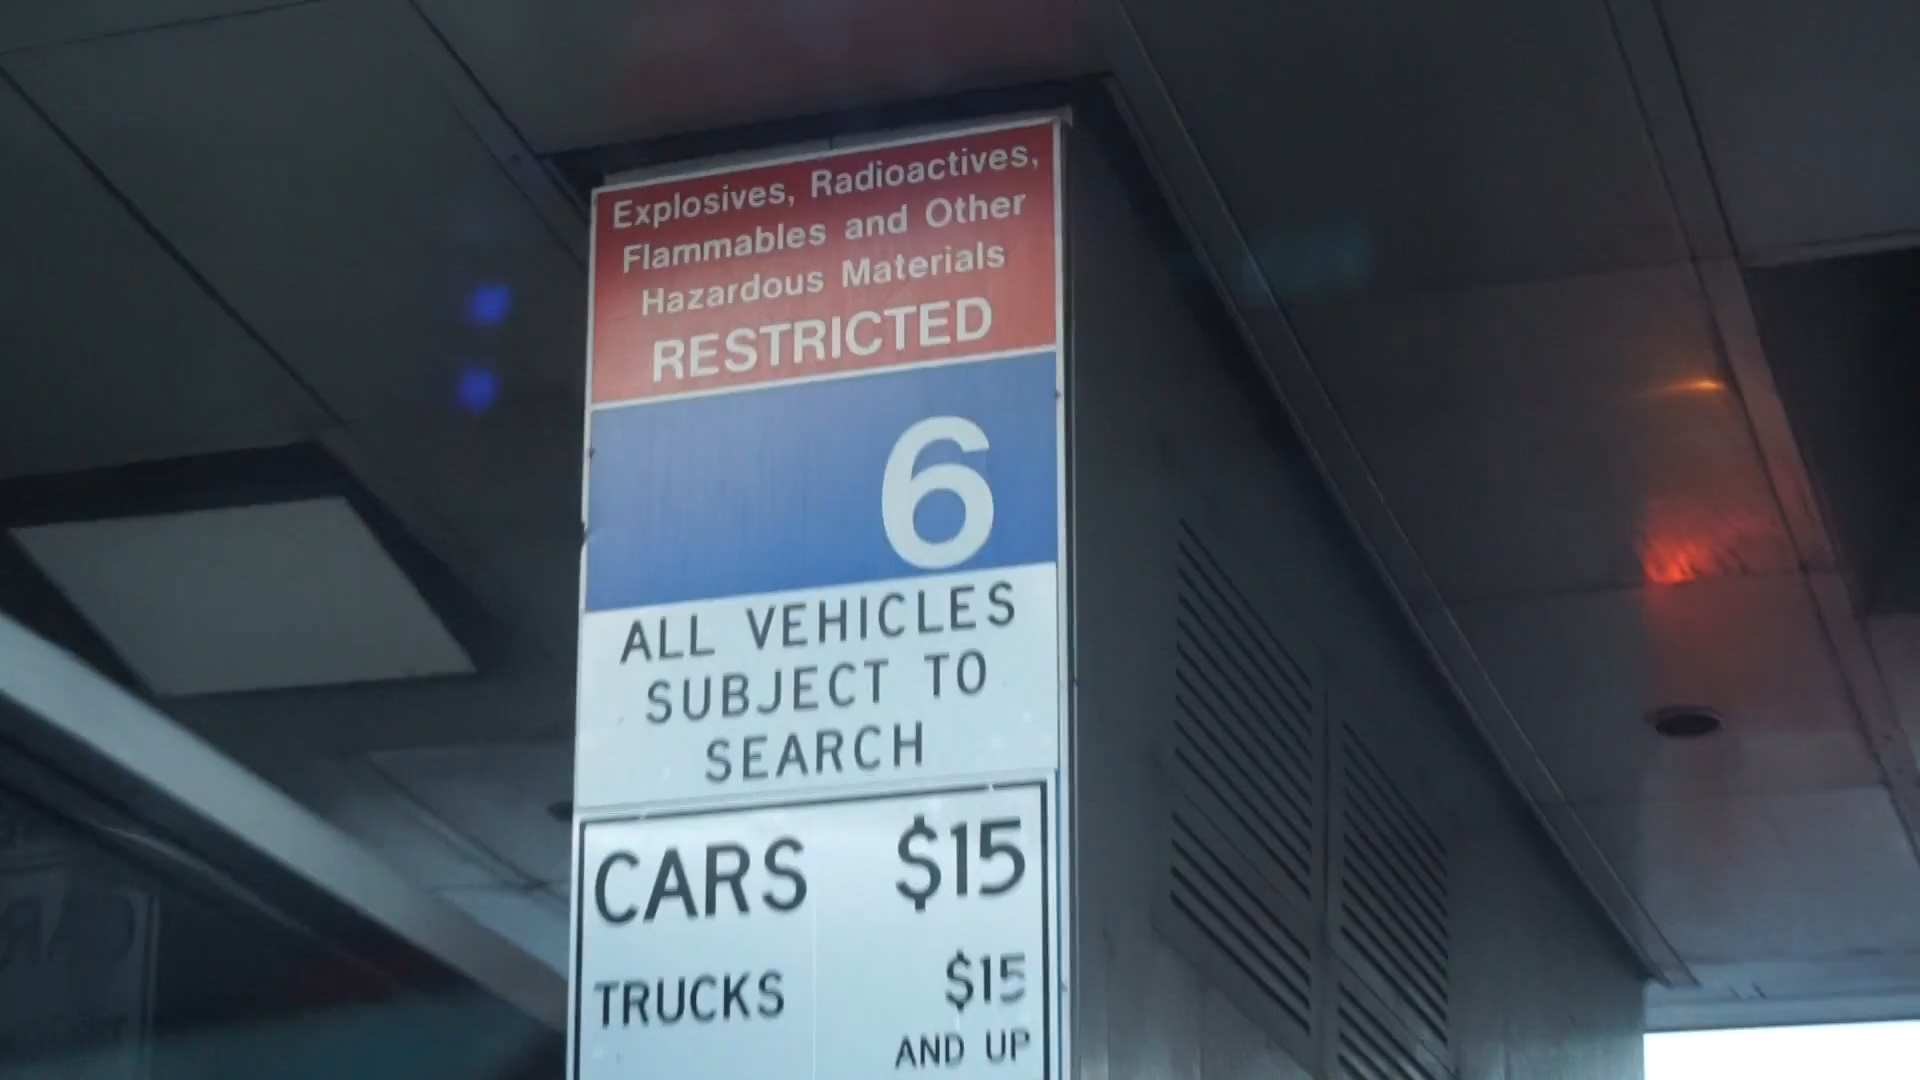 Explosives, Radioactives,
Flammables and Other
Hazardous Materials
RESTRICTED
6
ALL VEHICLES
SUBJECT TO
SEARCH
CARS $15
TRUCKS $15
AND UP